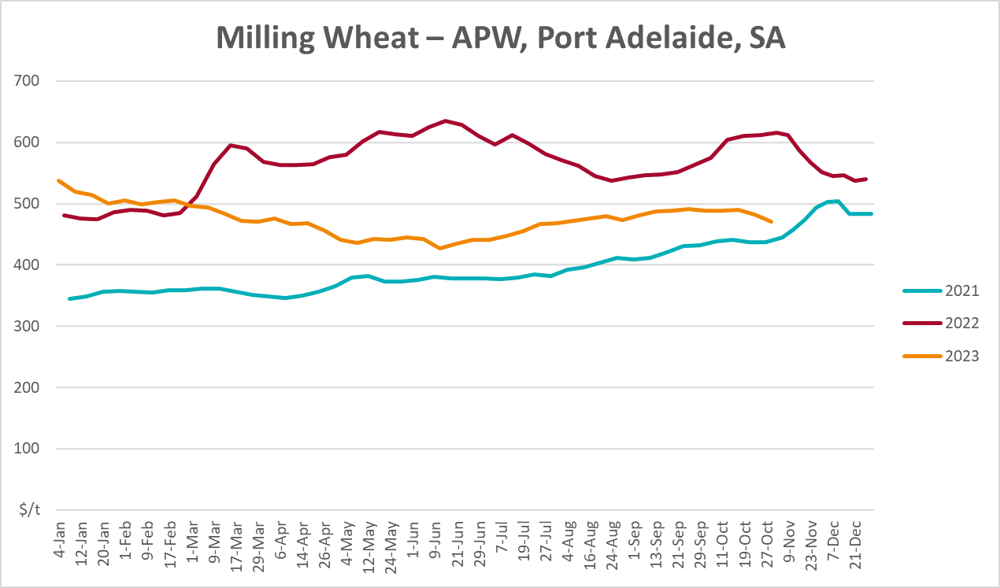 Milling Wheat – APW, Port Adelaide, SA
700
600
500
400
300
200
100
$/t
4-Jan
12-Jan
20-Jan
1-Feb
9-Feb
17-Feb
1-Mar
9-Mar
17-Mar
29-Mar
6-Apr
14-Apr
26-Apr
4-May
12-May
24-May
1-Jun
9-Jun
21-Jun
29-Jun
7-Jul
19-Jul
27-Jul
4-Aug
16-Aug
24-Aug
1-Sep
13-Sep
21-Sep
29-Sep
11-Oct
19-Oct
27-Oct
9-Nov
23-Nov
7-Dec
21-Dec
2021
2022
2023